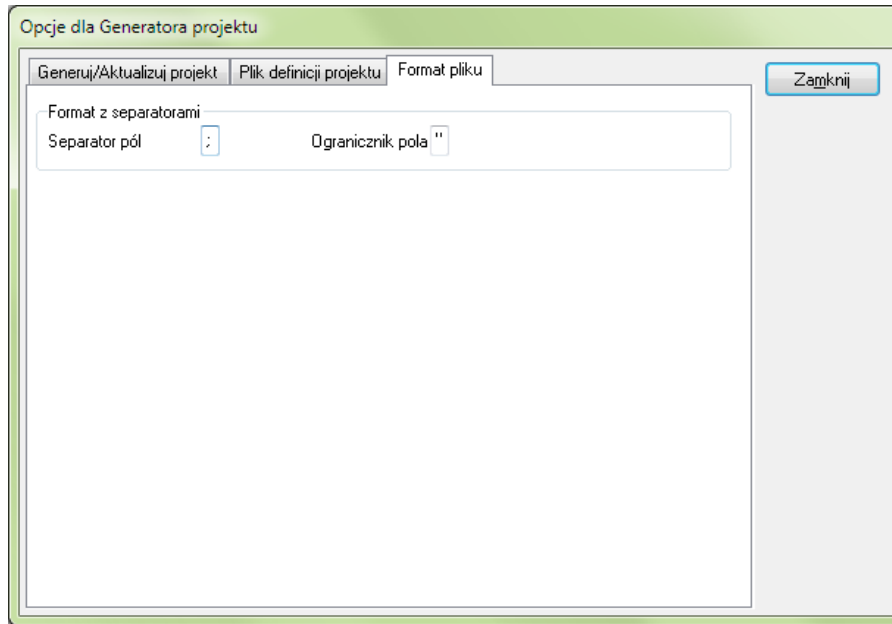 Opcje dla Generatora projektu
Generuj/Aktualizuj projekt Plik definicji projektu Format pliku
Zamknij
Format z separatorami
Separator pól ; Ogranicznik pola "